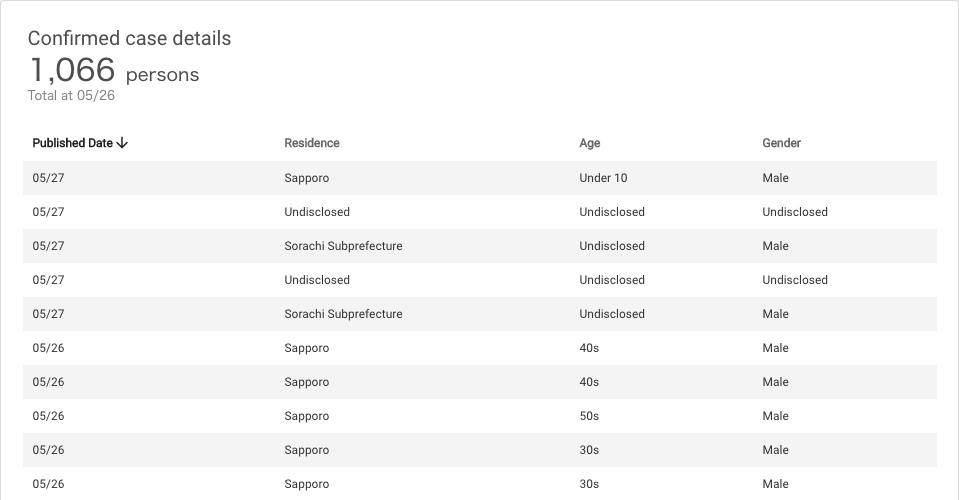 Confirmed case details
1,066 persons
Total at 05/26
Published Date ↓ Residence Age Gender
05/27 Sapporo Under 10 Male
05/27 Undisclosed Undisclosed Undisclosed
05/27 Sorachi Subprefecture Undisclosed Male
05/27 Undisclosed Undisclosed Undisclosed
05/27 Sorachi Subprefecture Undisclosed Male
05/26 Sapporo 40s Male
05/26 Sapporo 40s Male
05/26 Sapporo 50s Male
05/26 Sapporo 30s Male
05/26 Sapporo 30s Male